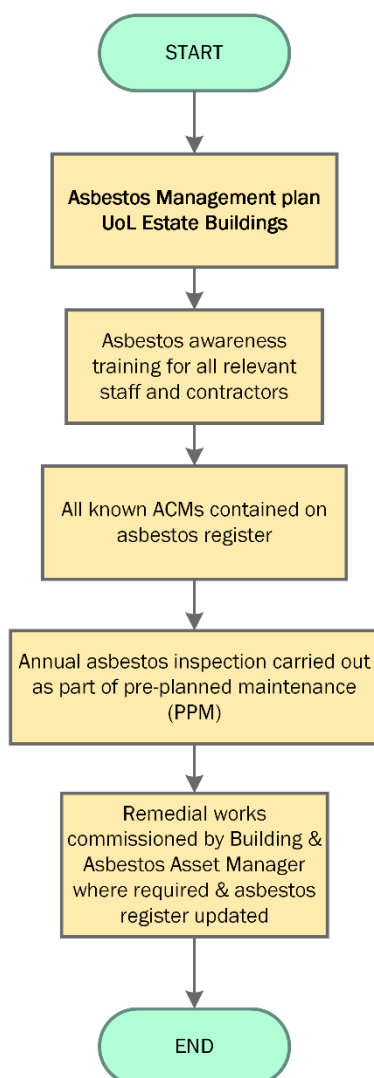 START
Asbestos Management plan
UoL Estate Buildings
Asbestos awareness
training for all relevant
staff and contractors
All known ACMs contained on
asbestos register
Annual asbestos inspection carried out
as part of pre-planned maintenance
(PPM)
Remedial works
commissioned by Building &
Asbestos Asset Manager
where required & asbestos
register updated
END